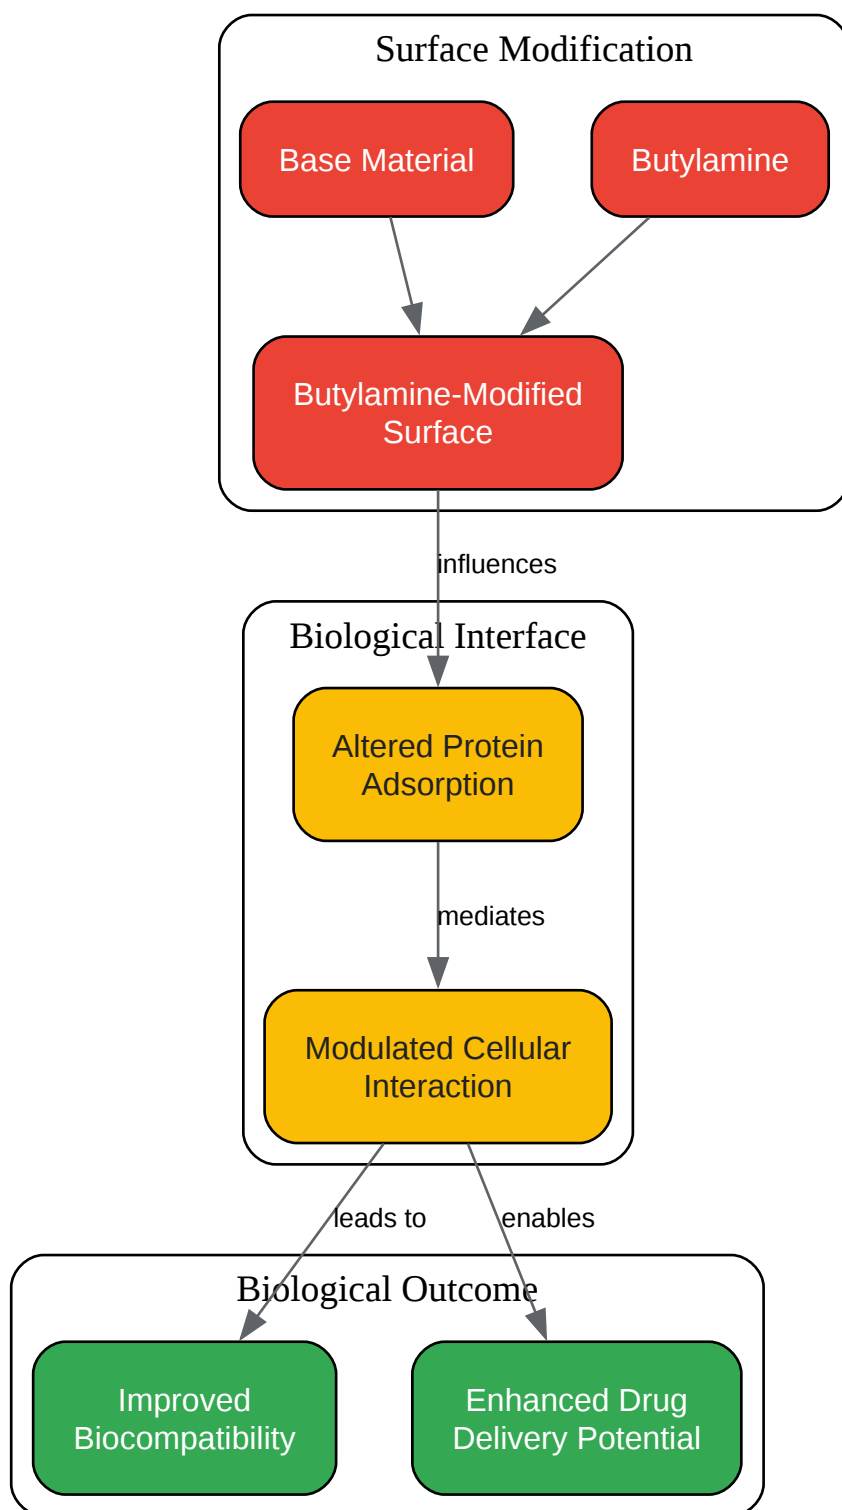 Surface Modification
Base Material
Butylamine
Butylamine-Modified
Surface
influences
Biological Interface
Altered Protein
Adsorption
mediates
Modulated Cellular
Interaction
leads to
enables
Biological Outcome
Improved
Biocompatibility
Enhanced Drug
Delivery Potential